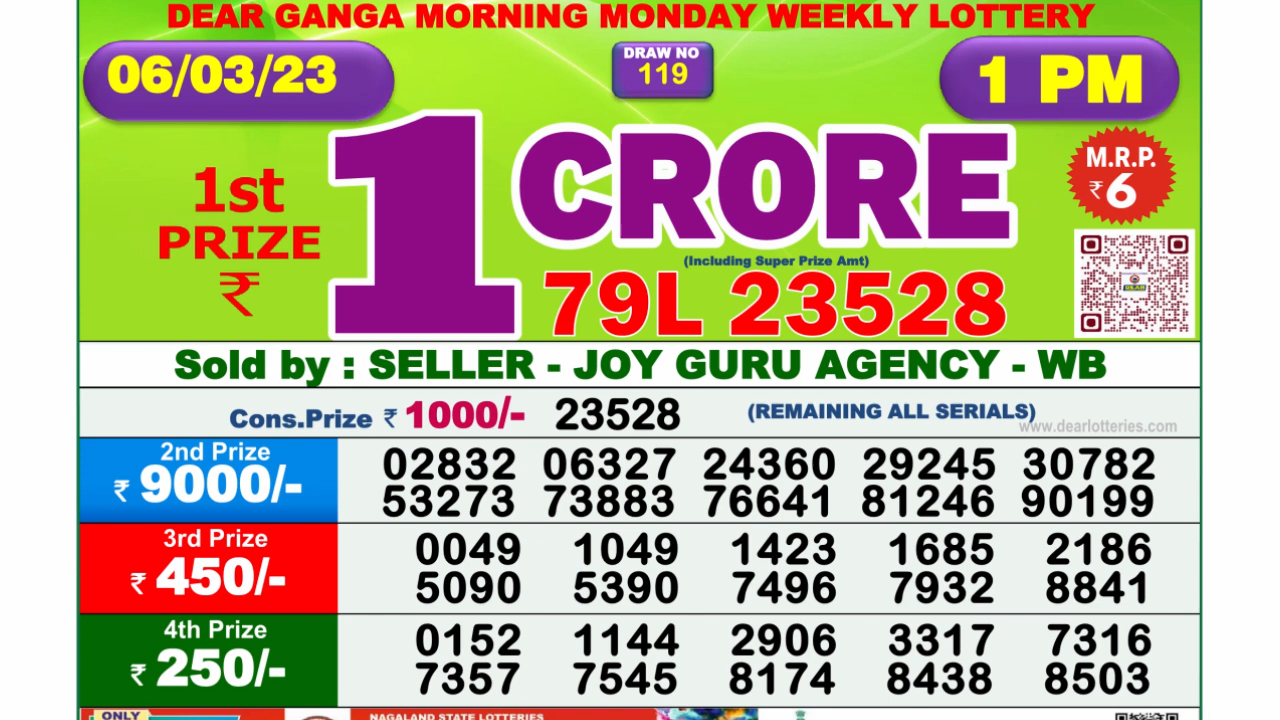 DEAR GANGA MORNING MONDAY WEEKLY LOTTERY
06/03/23
DRAW NO
119
1 PM
1st
PRIZE
₹
1 CRORE
M.R.P.
₹ 6
(Including Super Prize Amt)
79L 23528
DEAR
Sold by : SELLER - JOY GURU AGENCY - WB
Cons.Prize ₹ 1000/- 23528 (REMAINING ALL SERIALS)
www.dearlotteries.com
2nd Prize
₹ 9000/-
02832 06327 24360 29245 30782
53273 73883 76641 81246 90199
3rd Prize
₹ 450/-
0049 1049 1423 1685 2186
5090 5390 7496 7932 8841
4th Prize
₹ 250/-
0152 1144 2906 3317 7316
7357 7545 8174 8438 8503
ONLY
NAGALAND STATE LOTTERIES